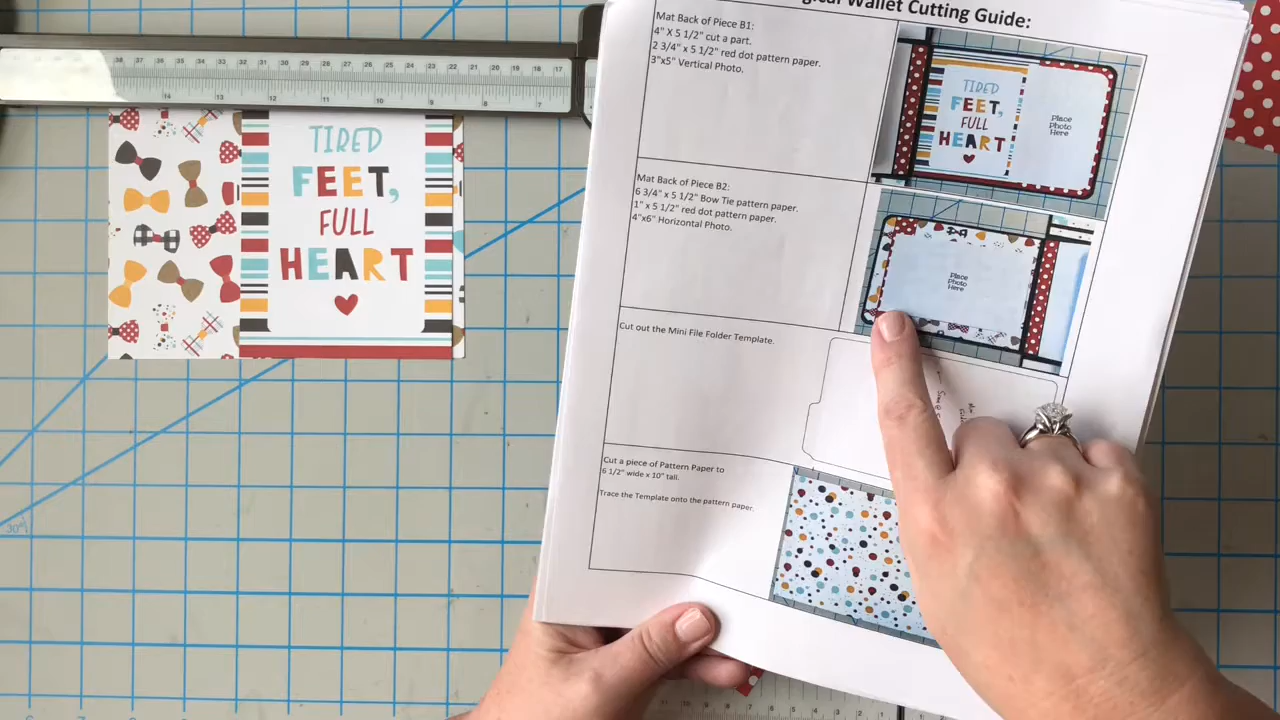 TIRED
FEET,
FULL
HEART
Wallet Cutting Guide:
Mat Back of Piece B1:
4" X 5 1/2" cut a part.
2 3/4" x 5 1/2" red dot pattern paper.
3"x5" Vertical Photo.
TIRED
FEET,
FULL
HEART
Place
Photo
Here
Mat Back of Piece B2:
6 3/4" x 5 1/2" Bow Tie pattern paper.
1" x 5 1/2" red dot pattern paper.
4"x6" Horizontal Photo.
Place
Photo
Here
Cut out the Mini File Folder Template.
Cut a piece of Pattern Paper to
6 1/2" wide x 10" tall.
Trace the Template onto the pattern paper.